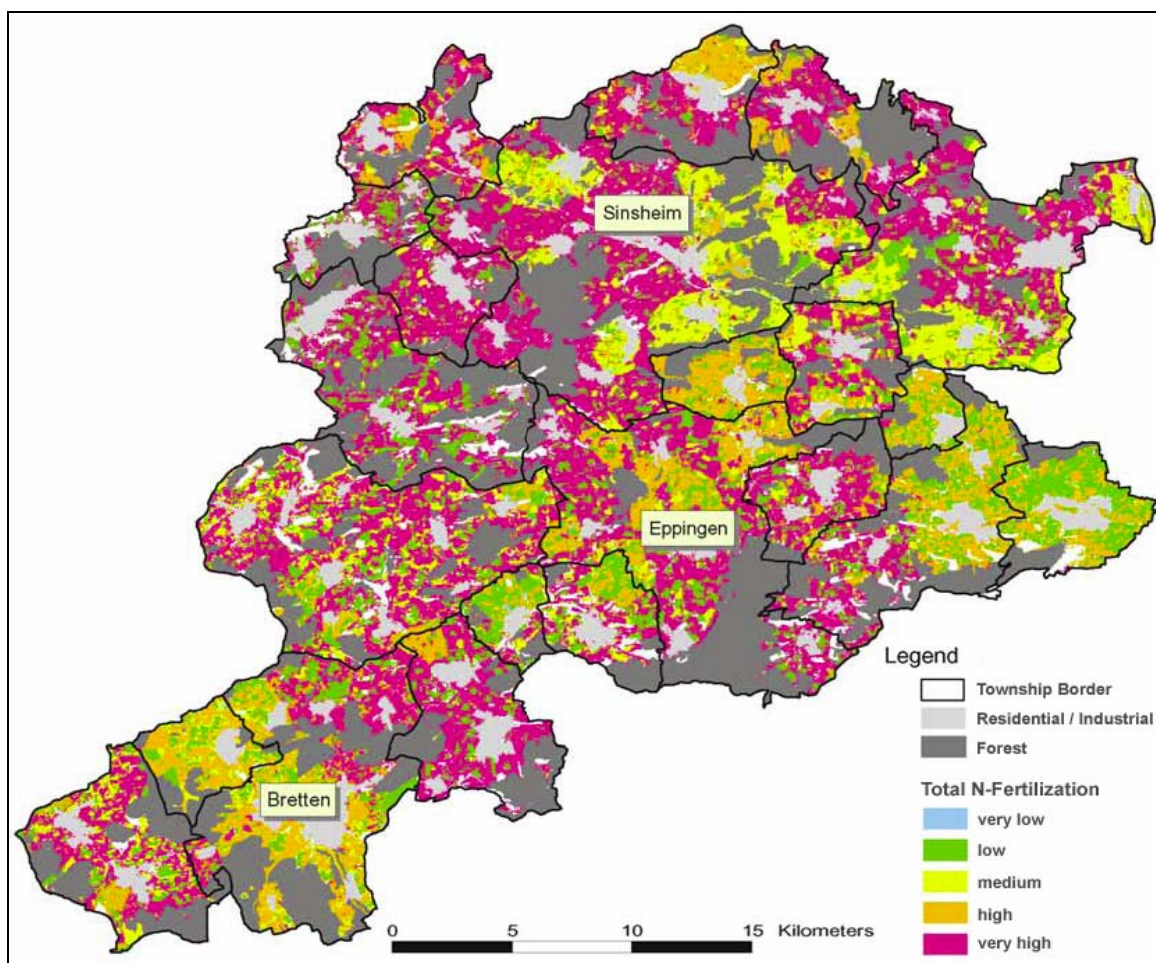 Sinsheim
Eppingen
Bretten
Legend
Township Border
Residential / Industrial
Forest
Total N-Fertilization
very low
low
medium
high
very high
0 5 10 15 Kilometers